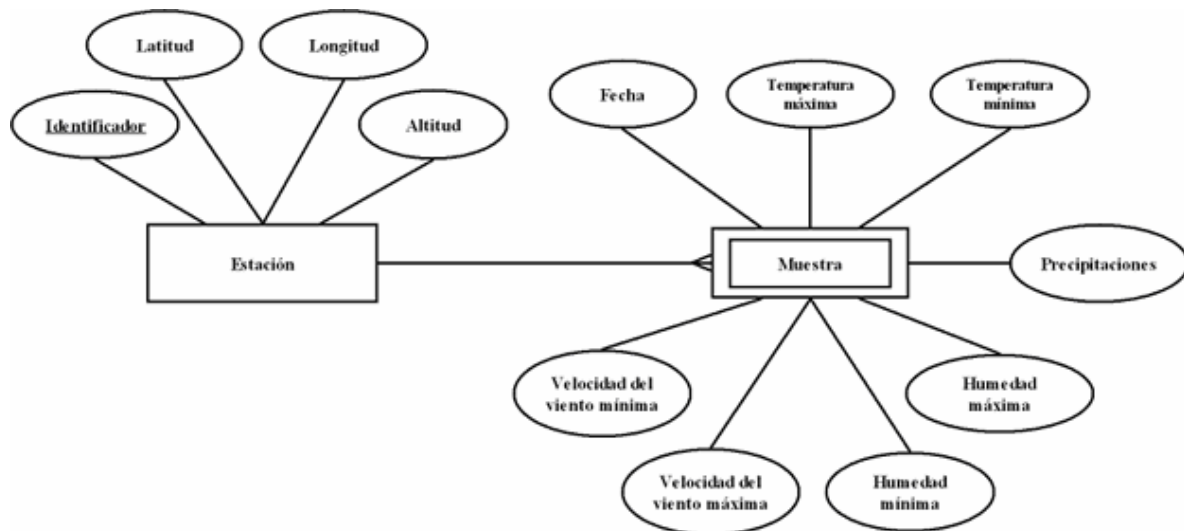 Latitud
Longitud
Identificador
Altitud
Fecha
Temperatura
máxima
Temperatura
mínima
Estación
Muestra
Precipitaciones
Velocidad del
viento mínima
Humedad
máxima
Velocidad del
viento máxima
Humedad
mínima